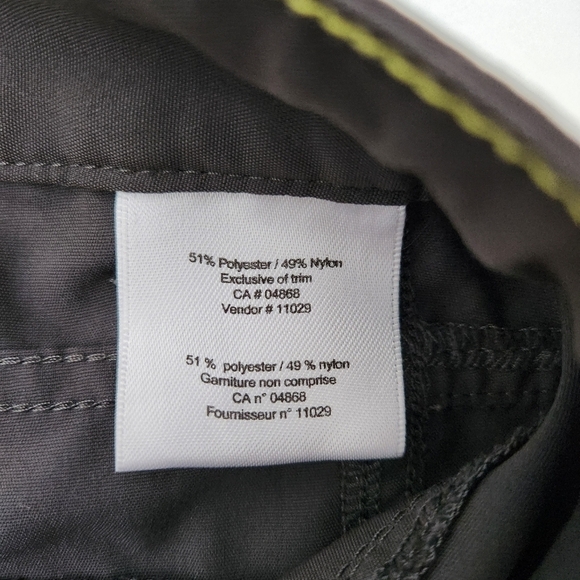 51% Polyester / 49% Nylon
Exclusive of trim
CA # 04868
Vendor # 11029
51 % polyester / 49 % nylon
Garniture non comprise
CA n° 04868
Fournisseur n° 11029